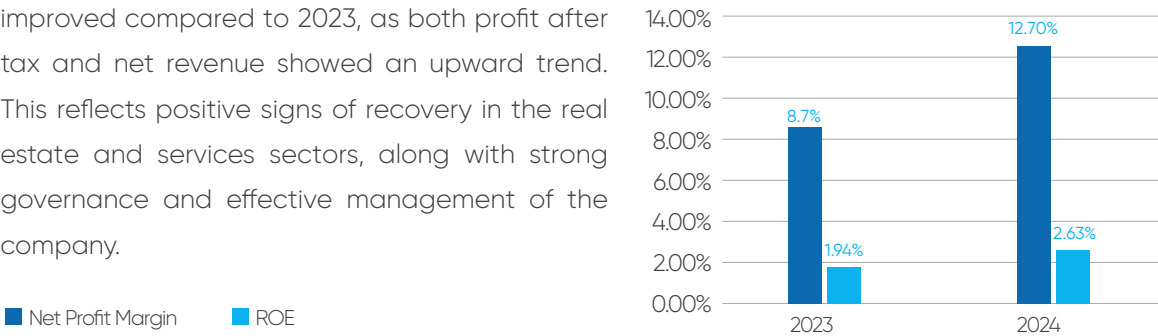 improved compared to 2023, as both profit after
tax and net revenue showed an upward trend.
This reflects positive signs of recovery in the real
estate and services sectors, along with strong
governance and effective management of the
company.
Net Profit Margin
ROE
14.00%
12.00%
10.00%
8.00%
6.00%
4.00%
2.00%
0.00%
8.7%
1.94%
12.70%
2.63%
2023
2024